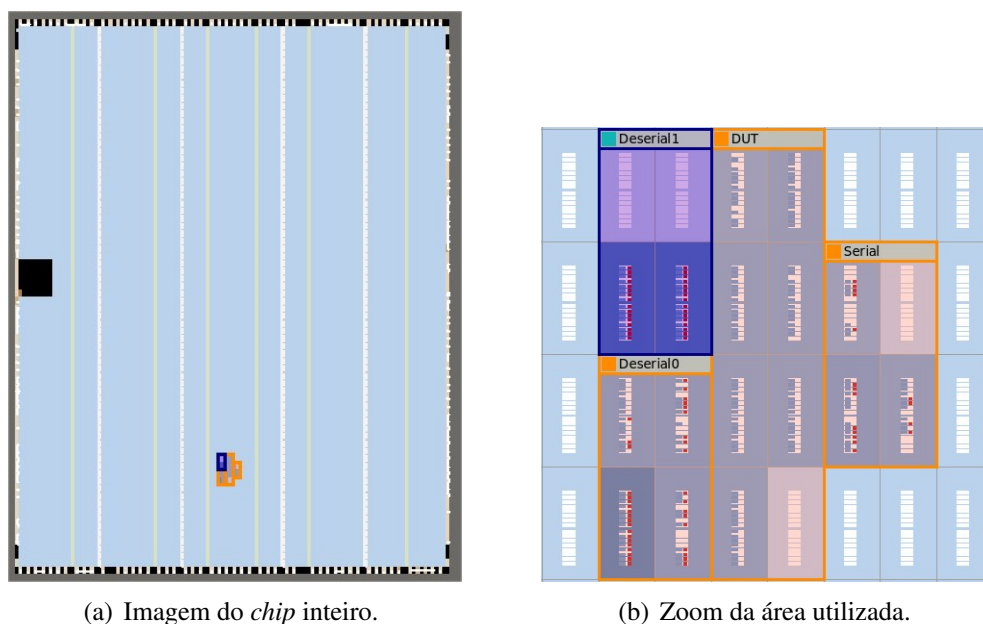 Deserial1
DUT
Serial
Deserial0
(a) Imagem do chip inteiro.
(b) Zoom da área utilizada.